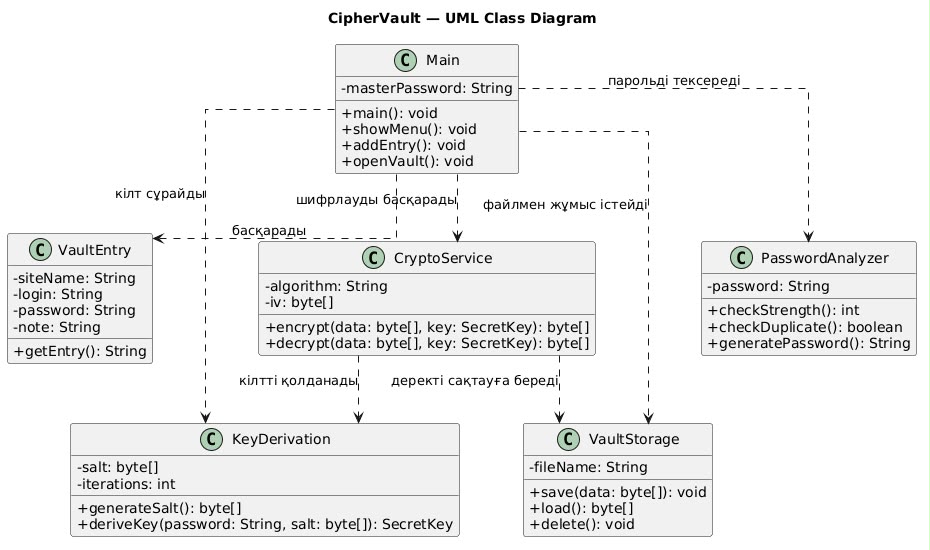 CipherVault — UML Class Diagram
C Main
-masterPassword: String
+main(): void
+showMenu(): void
+addEntry(): void
+openVault(): void
парольді тексереді
кілт сұрайды
шифрлауды басқарады
файлмен жұмыс істейді
басқарады
C VaultEntry
-siteName: String
-login: String
-password: String
-note: String
+getEntry(): String
C CryptoService
-algorithm: String
-iv: byte[]
+encrypt(data: byte[], key: SecretKey): byte[]
+decrypt(data: byte[], key: SecretKey): byte[]
C PasswordAnalyzer
-password: String
+checkStrength(): int
+checkDuplicate(): boolean
+generatePassword(): String
кілтті қолданады
деректі сақтауға береді
C KeyDerivation
-salt: byte[]
-iterations: int
+generateSalt(): byte[]
+deriveKey(password: String, salt: byte[]): SecretKey
C VaultStorage
-fileName: String
+save(data: byte[]): void
+load(): byte[]
+delete(): void